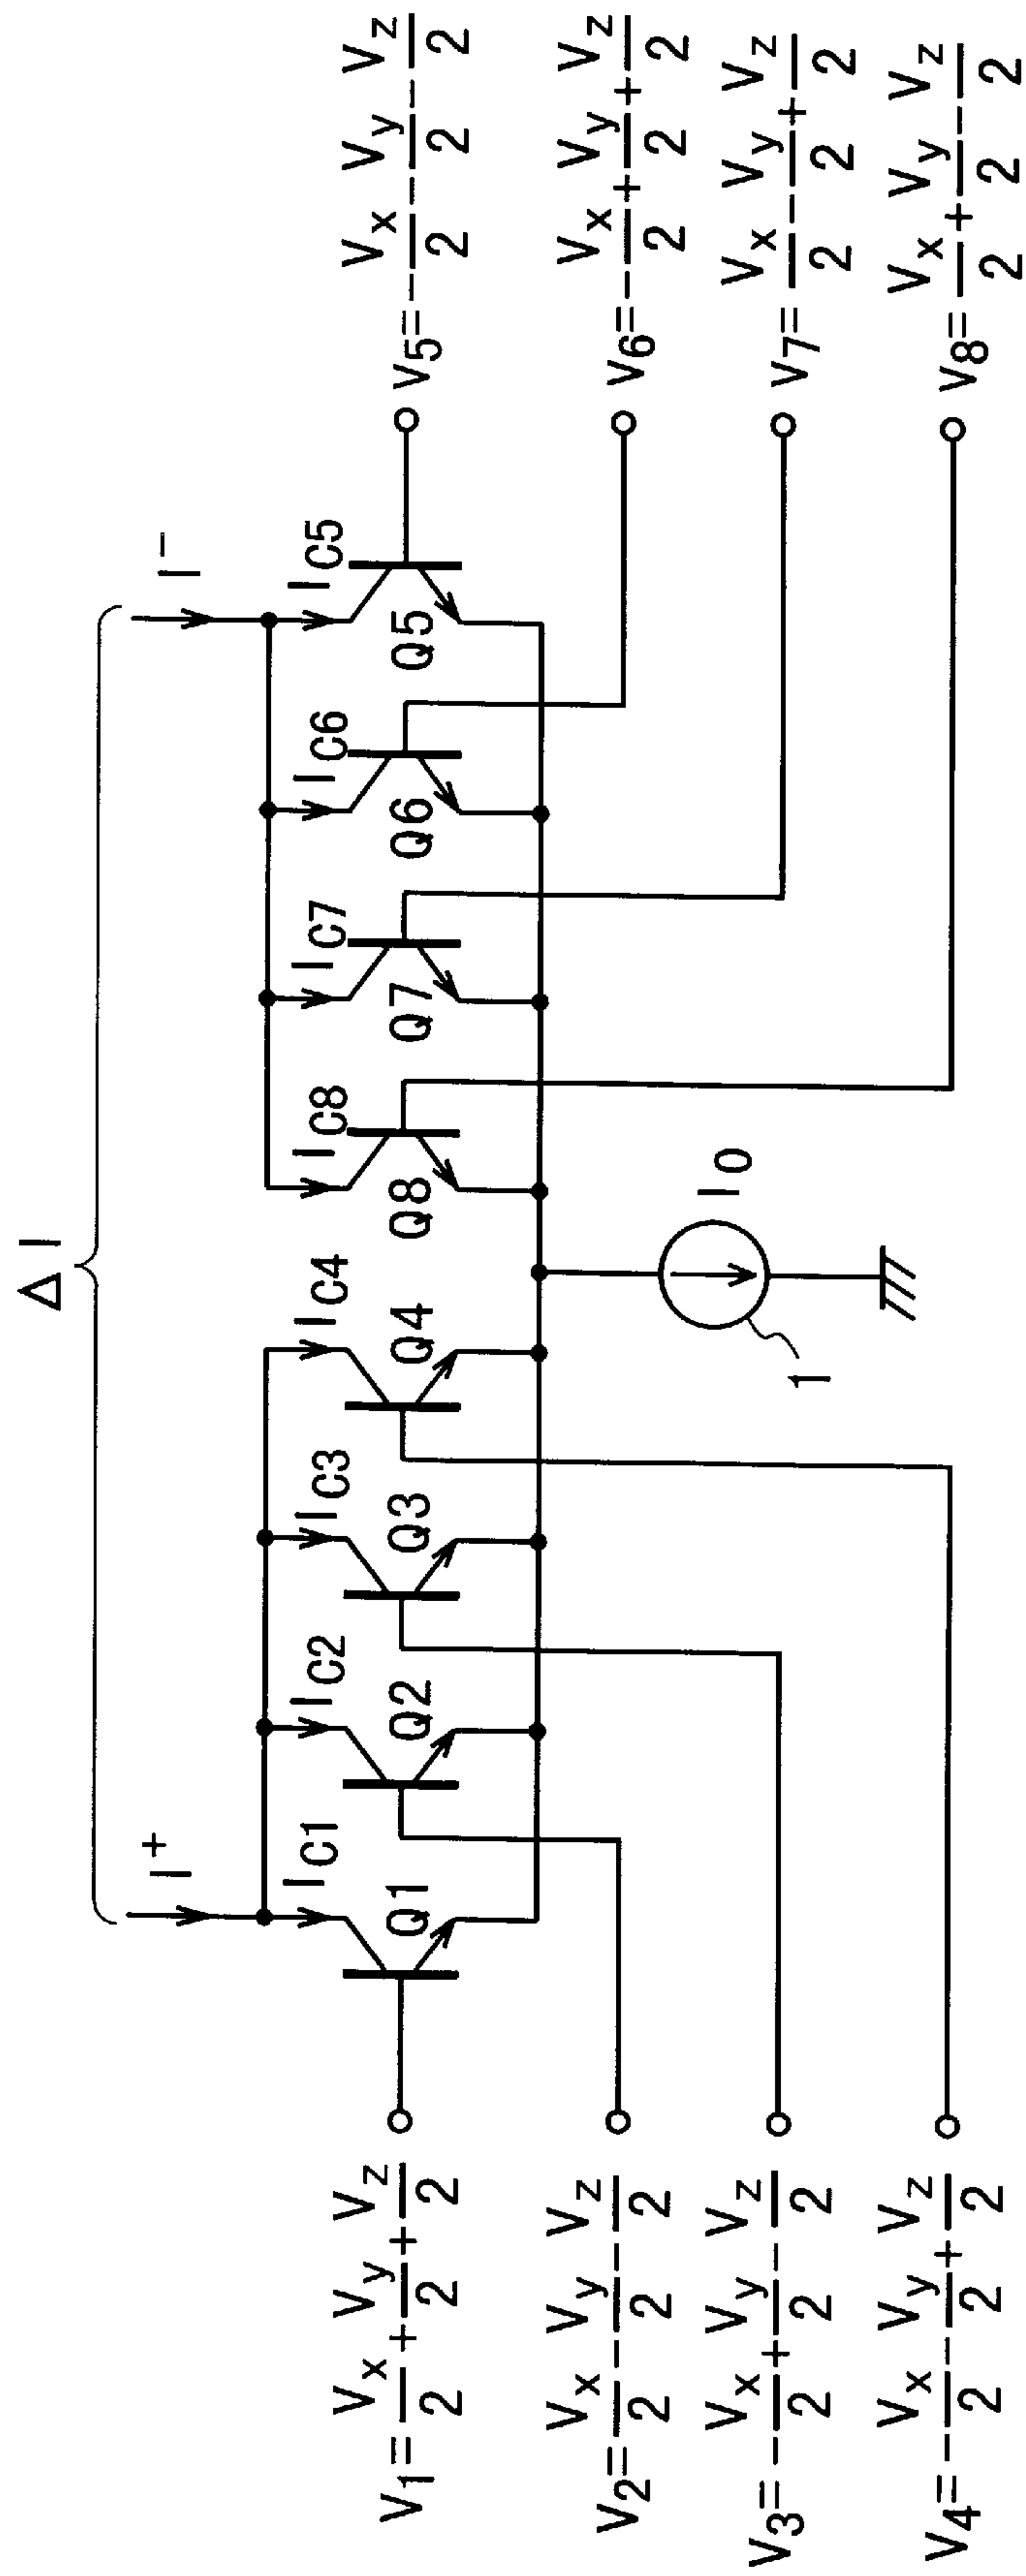 ΔI
I+
I−
IC1
IC2
IC3
IC4
IC8
IC7
IC6
IC5
Q1
Q2
Q3
Q4
Q8
Q7
Q6
Q5
I0
1
V1=Vx/2+Vy/2+Vz/2
V2=Vx/2−Vy/2−Vz/2
V3=−Vx/2+Vy/2−Vz/2
V4=−Vx/2−Vy/2+Vz/2
V5=−Vx/2−Vy/2−Vz/2
V6=−Vx/2+Vy/2+Vz/2
V7=Vx/2−Vy/2+Vz/2
V8=Vx/2+Vy/2−Vz/2